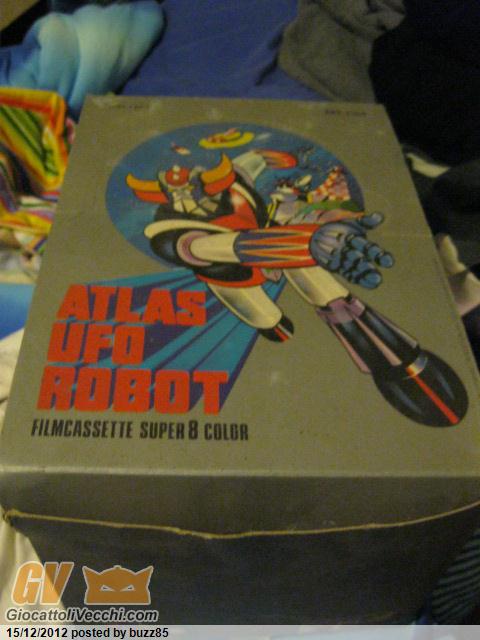 ATLAS
UFO
ROBOT
FILMCASSETTE SUPER 8 COLOR
GV
GiocattoliVecchi.com
15/12/2012 posted by buzz85